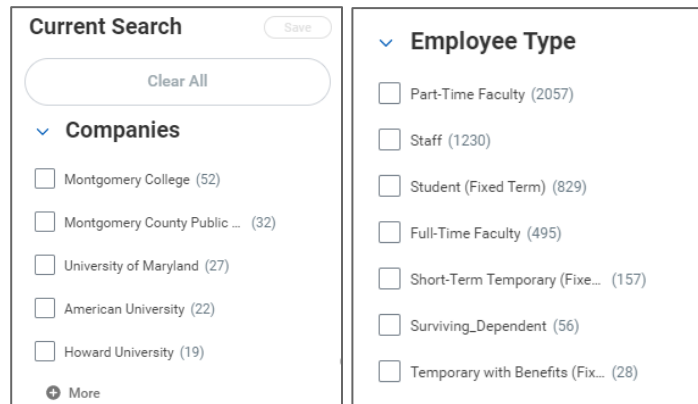 Current Search
Save
Clear All
Companies
Montgomery College (52)
Montgomery County Public ... (32)
University of Maryland (27)
American University (22)
Howard University (19)
More
Employee Type
Part-Time Faculty (2057)
Staff (1230)
Student (Fixed Term) (829)
Full-Time Faculty (495)
Short-Term Temporary (Fixe... (157)
Surviving_Dependent (56)
Temporary with Benefits (Fix... (28)